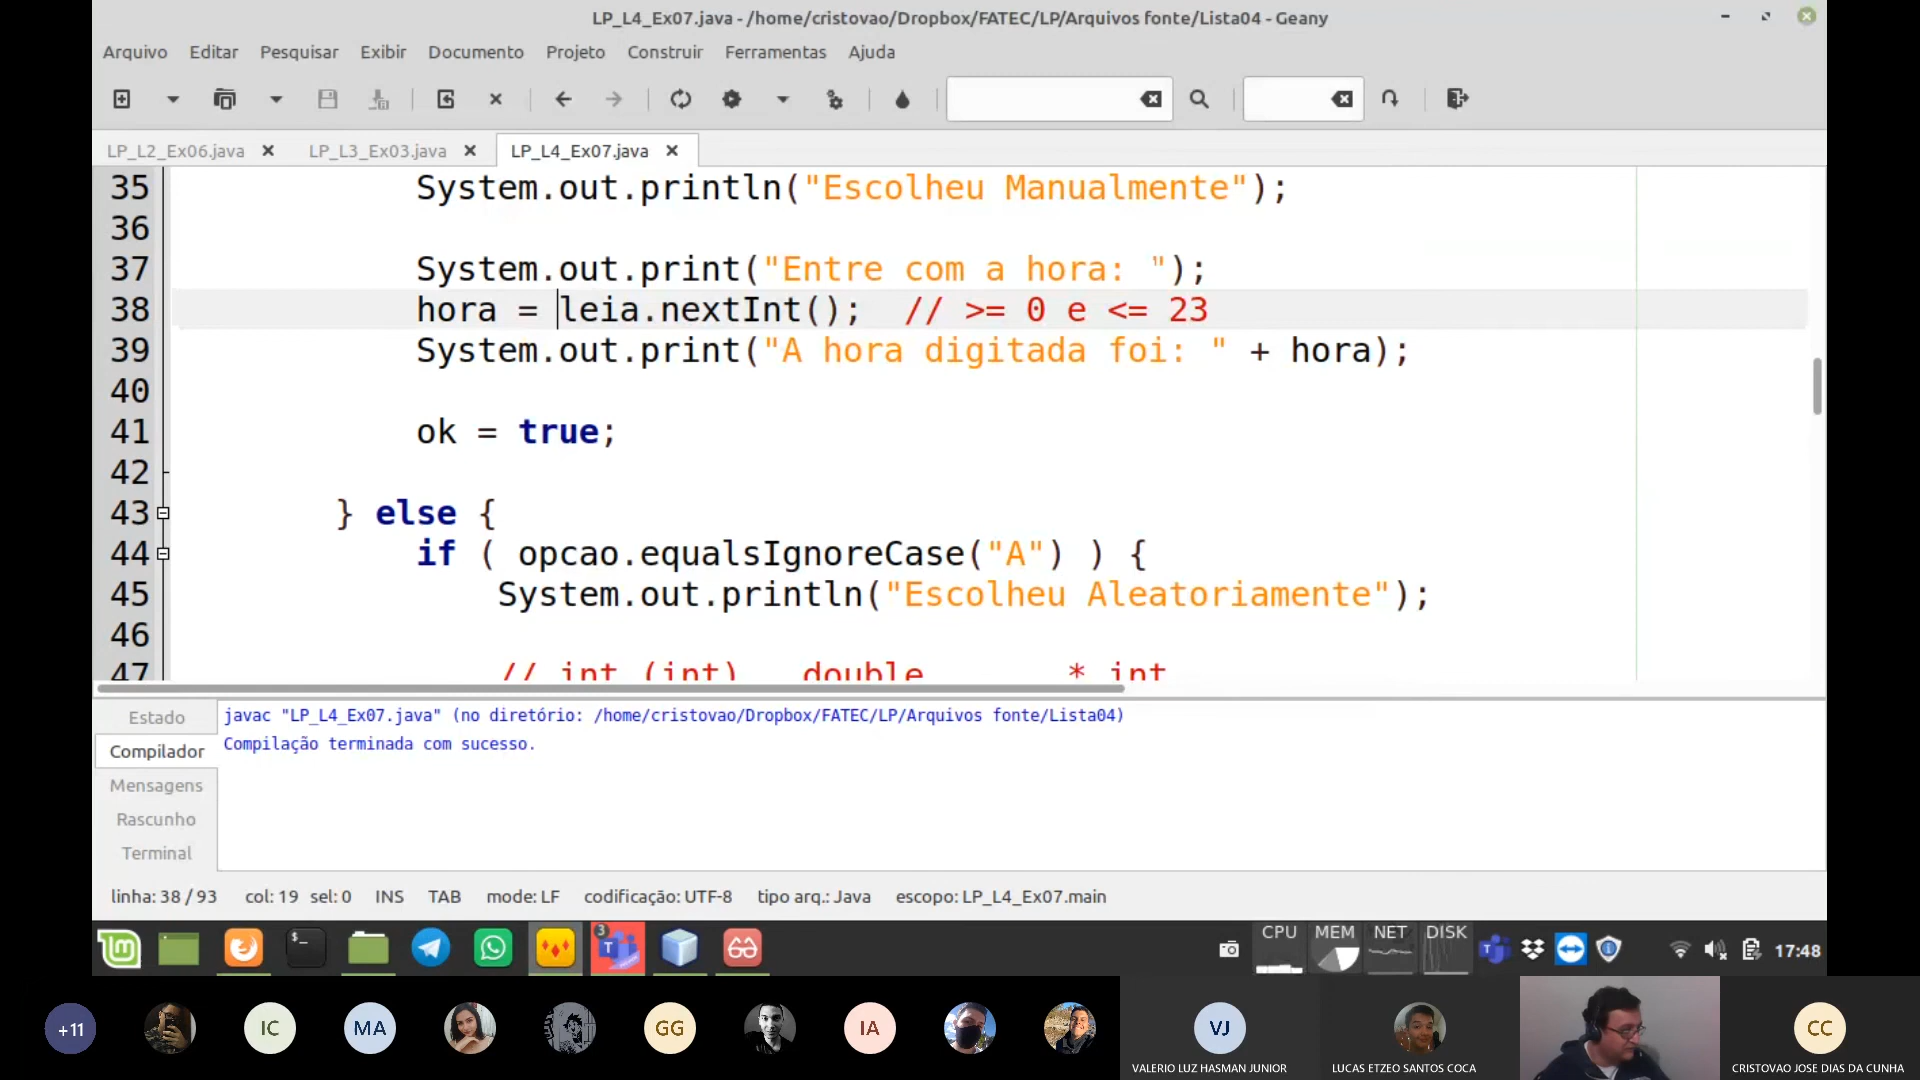 LP_L4_Ex07.java - /home/cristovao/Dropbox/FATEC/LP/Arquivos fonte/Lista04 - Geany
Arquivo Editar Pesquisar Exibir Documento Projeto Construir Ferramentas Ajuda
LP_L2_Ex06.java LP_L3_Ex03.java LP_L4_Ex07.java
35 System.out.println("Escolheu Manualmente");
36
37 System.out.print("Entre com a hora: ");
38 hora = leia.nextInt(); // >= 0 e <= 23
39 System.out.print("A hora digitada foi: " + hora);
40
41 ok = true;
42
43 } else {
44 if ( opcao.equalsIgnoreCase("A") ) {
45 System.out.println("Escolheu Aleatoriamente");
46
47 // int (int) double * int
Estado
javac "LP_L4_Ex07.java" (no diretório: /home/cristovao/Dropbox/FATEC/LP/Arquivos fonte/Lista04)
Compilador
Compilação terminada com sucesso.
Mensagens
Rascunho
Terminal
linha: 38 / 93 col: 19 sel: 0 INS TAB mode: LF codificação: UTF-8 tipo arq.: Java escopo: LP_L4_Ex07.main
3
CPU MEM NET DISK
17:48
+11 IC MA GG IA VJ CC
VALERIO LUZ HASMAN JUNIOR LUCAS ETZEO SANTOS COCA CRISTOVAO JOSE DIAS DA CUNHA